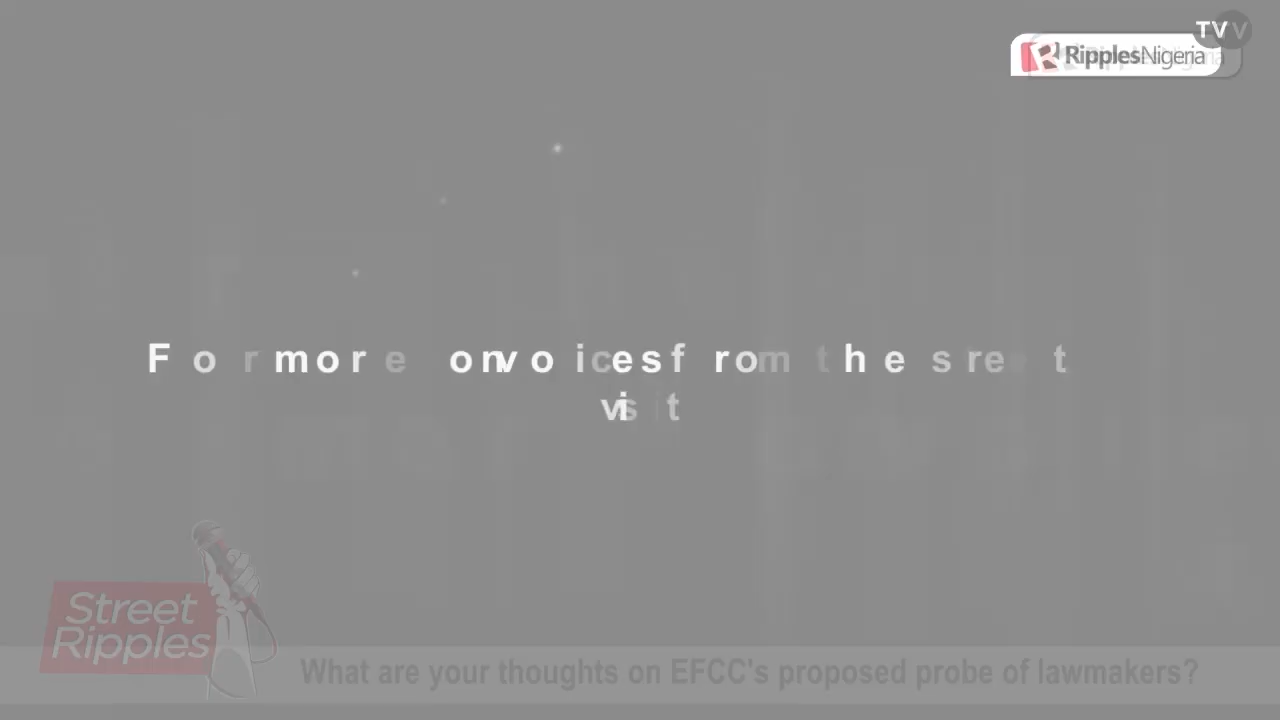 TV
RipplesNigeria
For more on voices from the street
visit
Street
Ripples
What are your thoughts on EFCC's proposed probe of lawmakers?